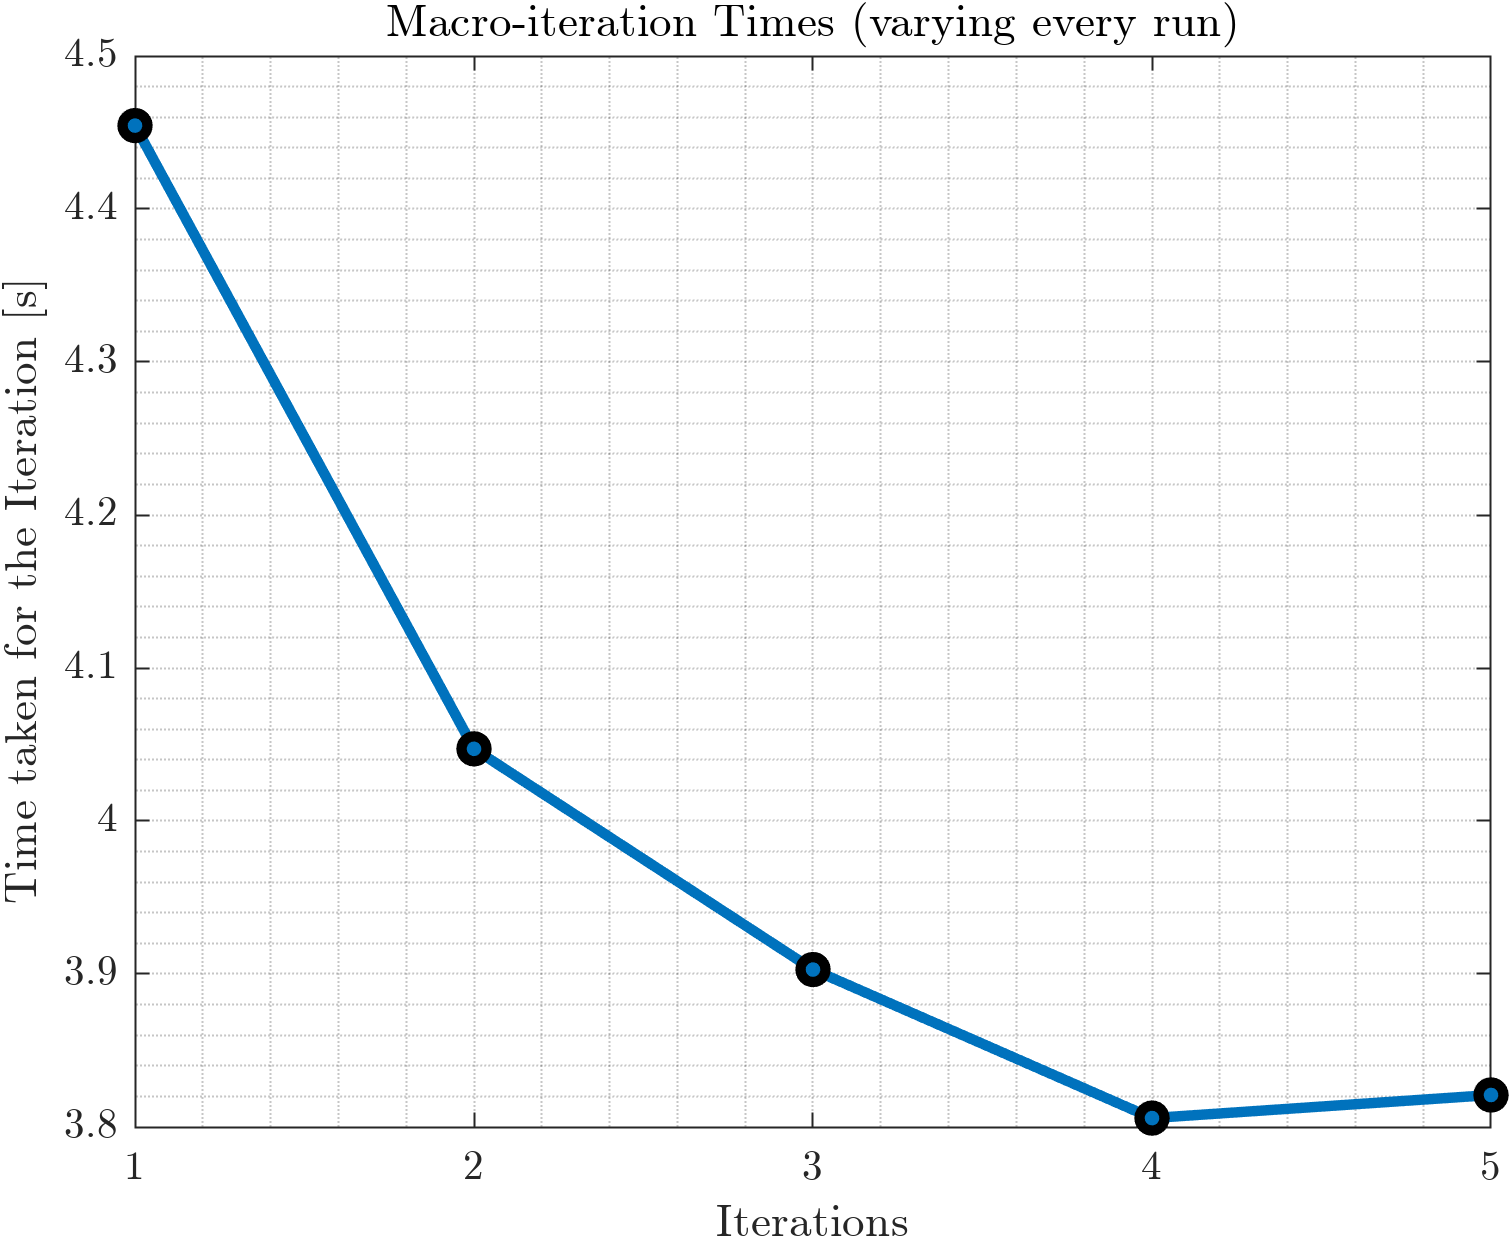 Macro-iteration Times (varying every run)
4.5
4.4
4.3
4.2
4.1
4
3.9
3.8
Time taken for the Iteration [s]
1 2 3 4 5
Iterations